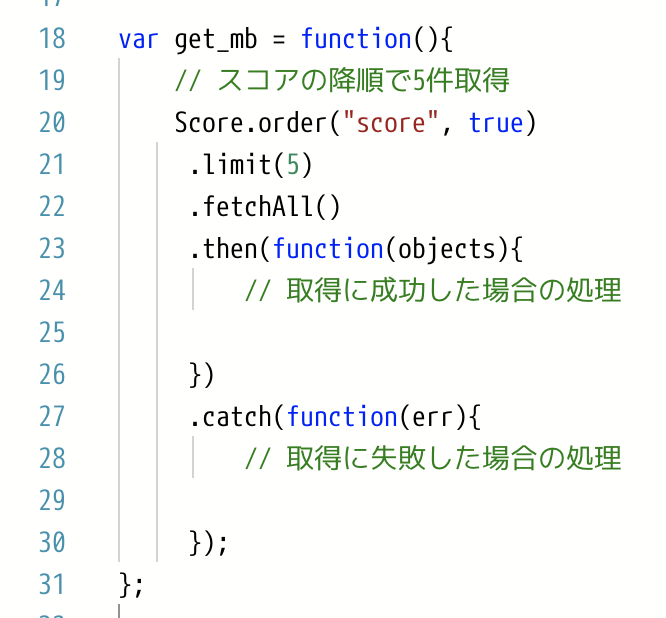 18 var get_mb = function(){
19 // スコアの降順で5件取得
20 Score.order("score", true)
21 .limit(5)
22 .fetchAll()
23 .then(function(objects){
24 // 取得に成功した場合の処理
25
26 })
27 .catch(function(err){
28 // 取得に失敗した場合の処理
29
30 });
31 };